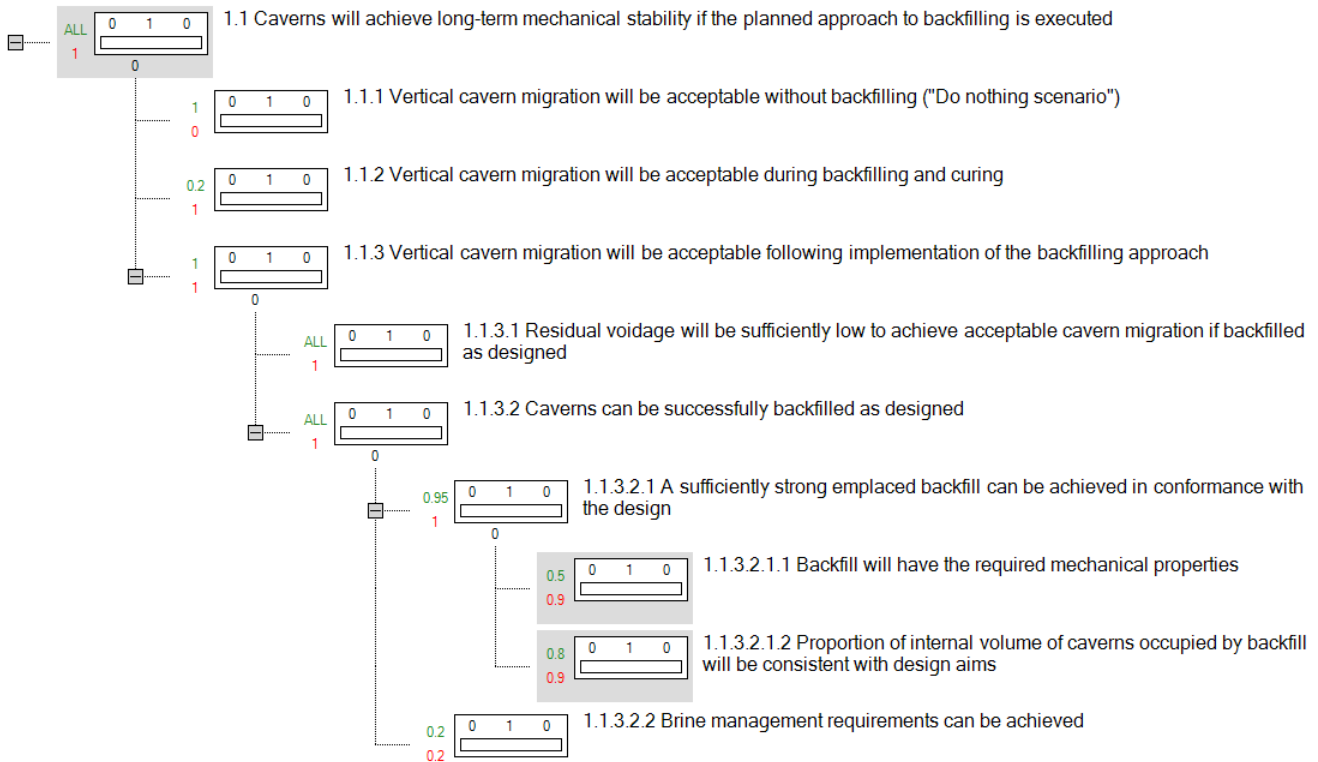 ALL 0 1 0 1.1 Caverns will achieve long-term mechanical stability if the planned approach to backfilling is executed
1
0
1 0 1 0 1.1.1 Vertical cavern migration will be acceptable without backfilling ("Do nothing scenario")
0
0.2 0 1 0 1.1.2 Vertical cavern migration will be acceptable during backfilling and curing
1
1 0 1 0 1.1.3 Vertical cavern migration will be acceptable following implementation of the backfilling approach
1
0
ALL 0 1 0 1.1.3.1 Residual voidage will be sufficiently low to achieve acceptable cavern migration if backfilled
as designed
1
ALL 0 1 0 1.1.3.2 Caverns can be successfully backfilled as designed
1
0
0.95 0 1 0 1.1.3.2.1 A sufficiently strong emplaced backfill can be achieved in conformance with
the design
1
0
0.5 0 1 0 1.1.3.2.1.1 Backfill will have the required mechanical properties
0.9
0.8 0 1 0 1.1.3.2.1.2 Proportion of internal volume of caverns occupied by backfill
will be consistent with design aims
0.9
0.2 0 1 0 1.1.3.2.2 Brine management requirements can be achieved
0.2